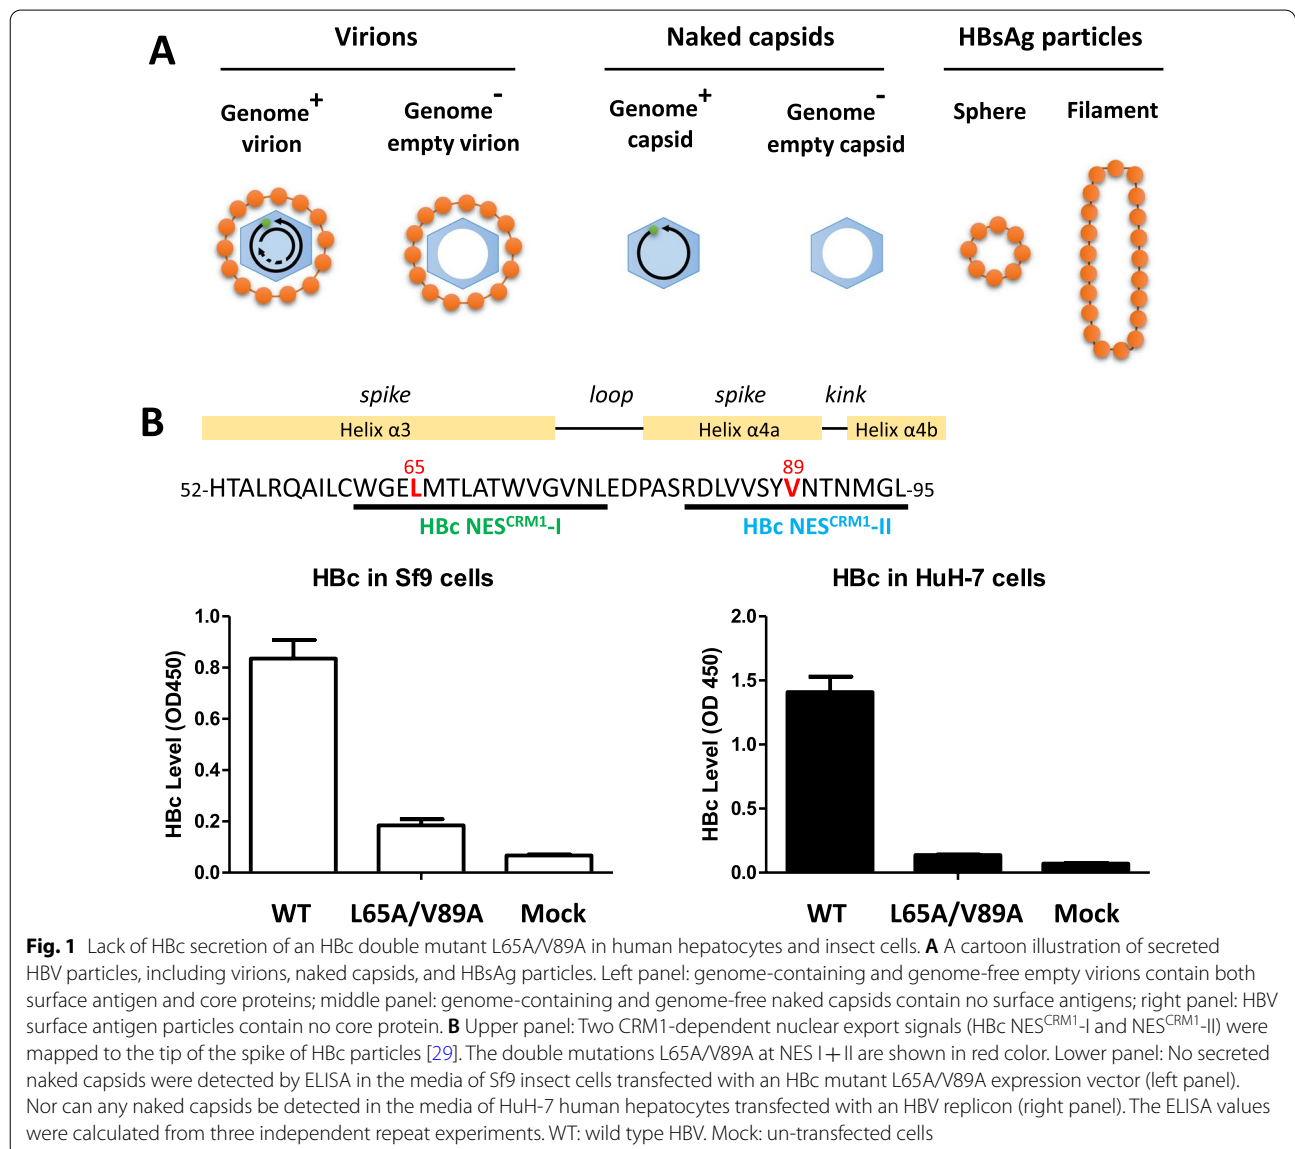 A
Virions
Naked capsids
HBsAg particles
Genome+
virion
Genome-
empty virion
Genome+
capsid
Genome-
empty capsid
Sphere
Filament
B
spike
loop
spike
kink
Helix α3
Helix α4a
Helix α4b
65
89
52-HTALRQAILCWGELMTLATWVGVNLEDPASRDLVVSYVNTNMGL-95
HBc NESCRM1-I
HBc NESCRM1-II
HBc in Sf9 cells
HBc Level (OD450)
1.0
0.8
0.6
0.4
0.2
0.0
WT
L65A/V89A
Mock
HBc in HuH-7 cells
HBc Level (OD 450)
2.0
1.5
1.0
0.5
0.0
WT
L65A/V89A
Mock
Fig. 1 Lack of HBc secretion of an HBc double mutant L65A/V89A in human hepatocytes and insect cells. A A cartoon illustration of secreted
HBV particles, including virions, naked capsids, and HBsAg particles. Left panel: genome-containing and genome-free empty virions contain both
surface antigen and core proteins; middle panel: genome-containing and genome-free naked capsids contain no surface antigens; right panel: HBV
surface antigen particles contain no core protein. B Upper panel: Two CRM1-dependent nuclear export signals (HBc NESCRM1-I and NESCRM1-II) were
mapped to the tip of the spike of HBc particles [29]. The double mutations L65A/V89A at NES I + II are shown in red color. Lower panel: No secreted
naked capsids were detected by ELISA in the media of Sf9 insect cells transfected with an HBc mutant L65A/V89A expression vector (left panel).
Nor can any naked capsids be detected in the media of HuH-7 human hepatocytes transfected with an HBV replicon (right panel). The ELISA values
were calculated from three independent repeat experiments. WT: wild type HBV. Mock: un-transfected cells